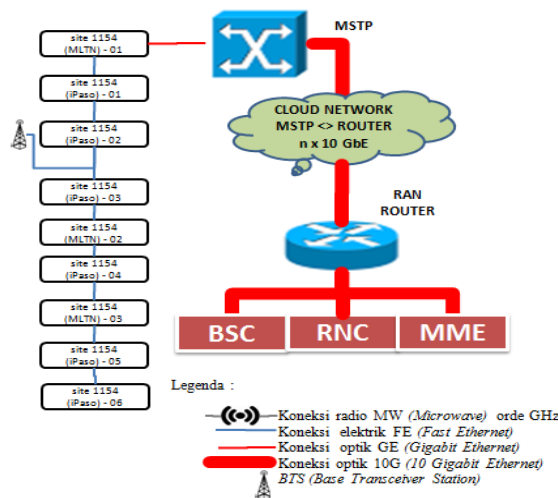 MSTP
site 1154
(MLTN) - 01
site 1154
(iPaso) - 01
site 1154
(iPaso) - 02
site 1154
(iPaso) - 03
site 1154
(MLTN) - 02
site 1154
(iPaso) - 04
site 1154
(MLTN) - 03
site 1154
(iPaso) - 05
site 1154
(iPaso) - 06
CLOUD NETWORK
MSTP <> ROUTER
n x 10 GbE
RAN
ROUTER
BSC
RNC
MME
Legenda :
Koneksi radio MW (Microwave) orde GHz
Koneksi elektrik FE (Fast Ethernet)
Koneksi optik GE (Gigabit Ethernet)
Koneksi optik 10G (10 Gigabit Ethernet)
BTS (Base Transceiver Station)